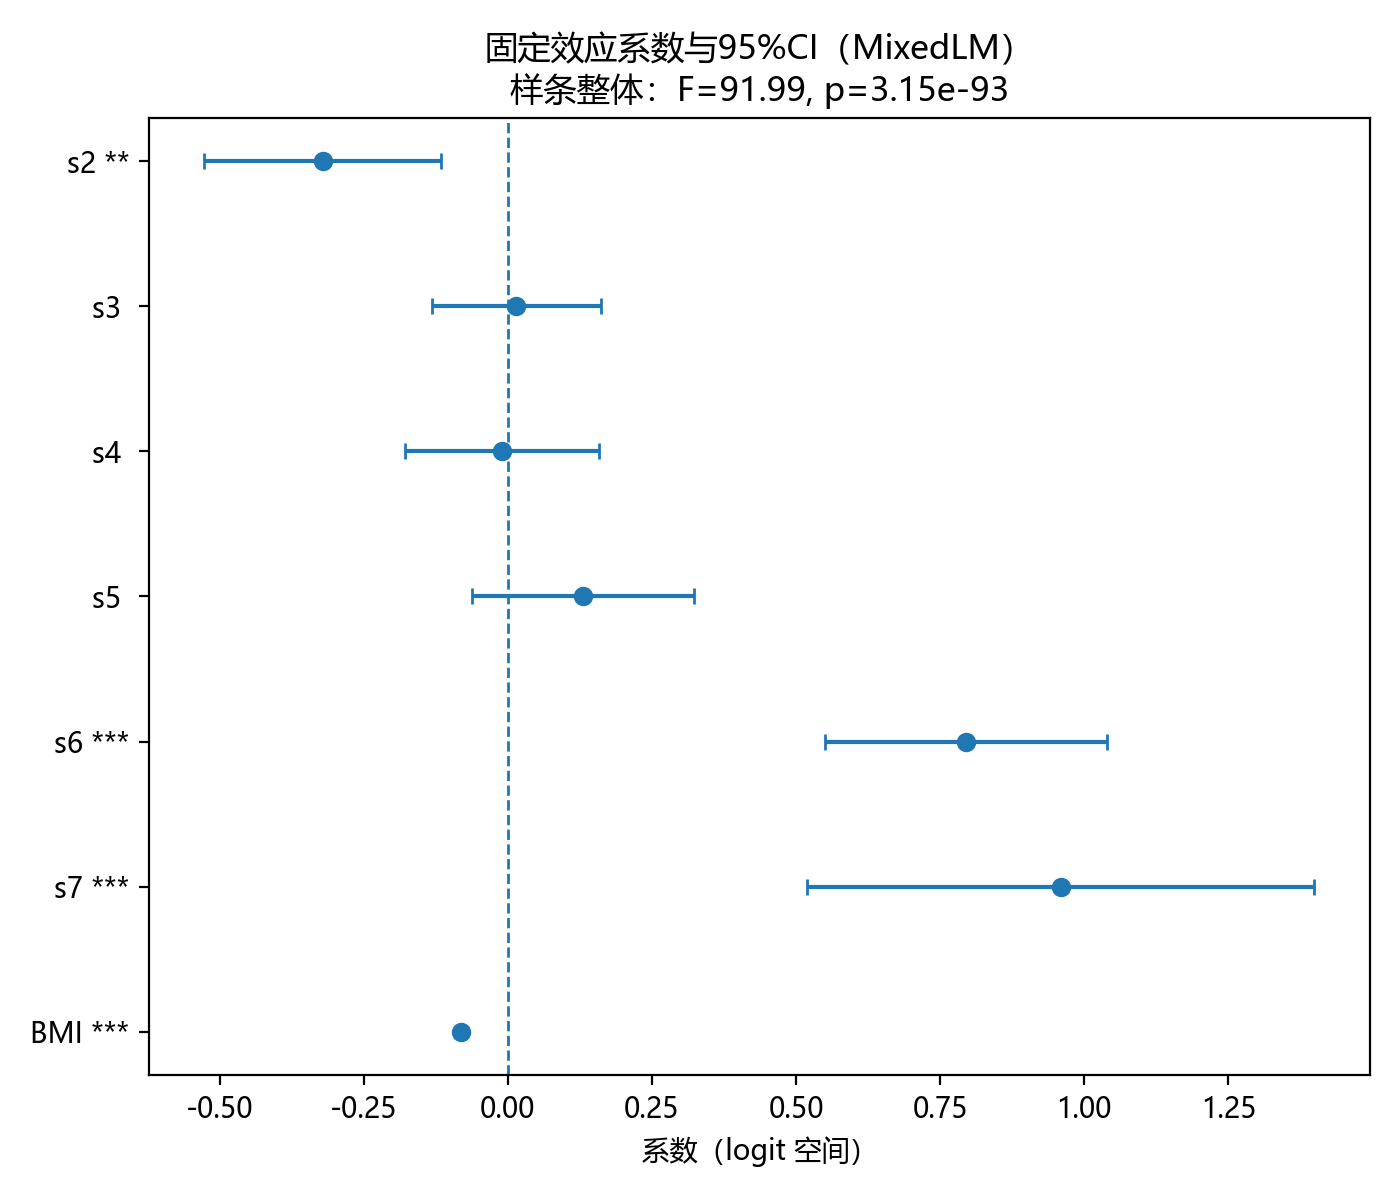 固定效应系数与95%CI（MixedLM）
样条整体：F=91.99, p=3.15e-93
s2 **
s3
s4
s5
s6 ***
s7 ***
BMI ***
-0.50 -0.25 0.00 0.25 0.50 0.75 1.00 1.25
系数（logit 空间）